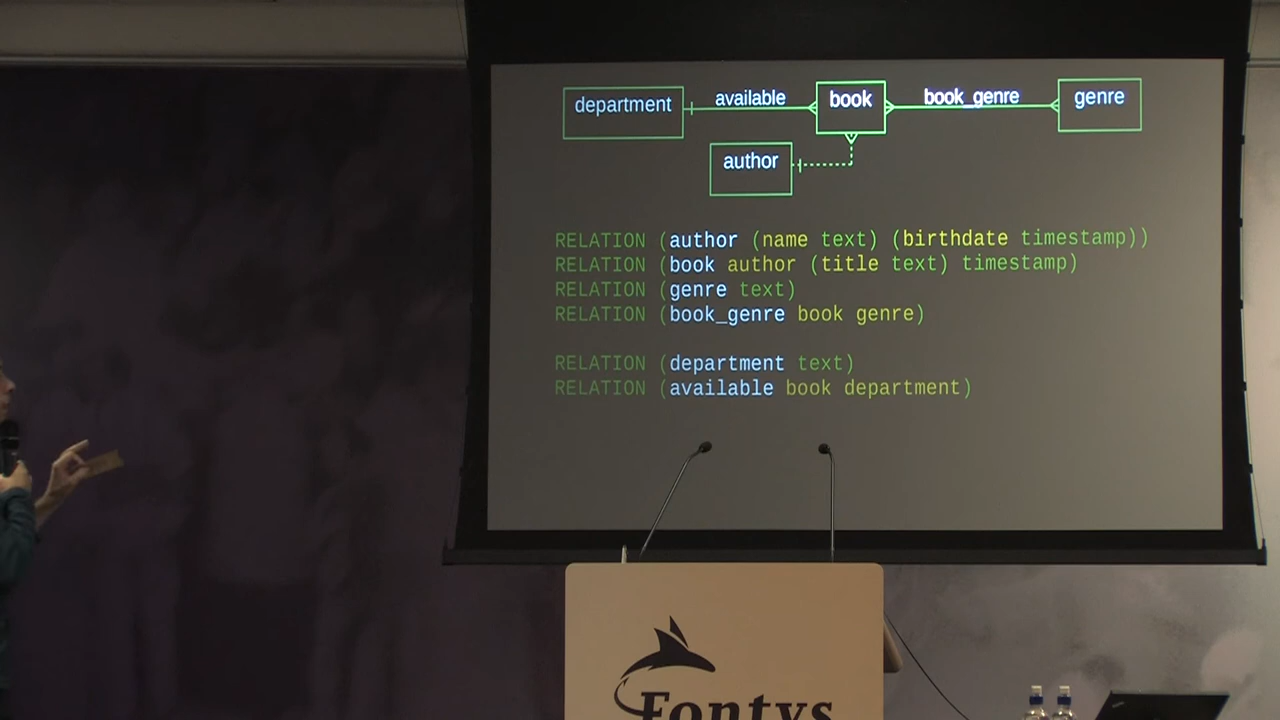 department available book book_genre genre
author
RELATION (author (name text) (birthdate timestamp))
RELATION (book author (title text) timestamp)
RELATION (genre text)
RELATION (book_genre book genre)
RELATION (department text)
RELATION (available book department)
Fontys